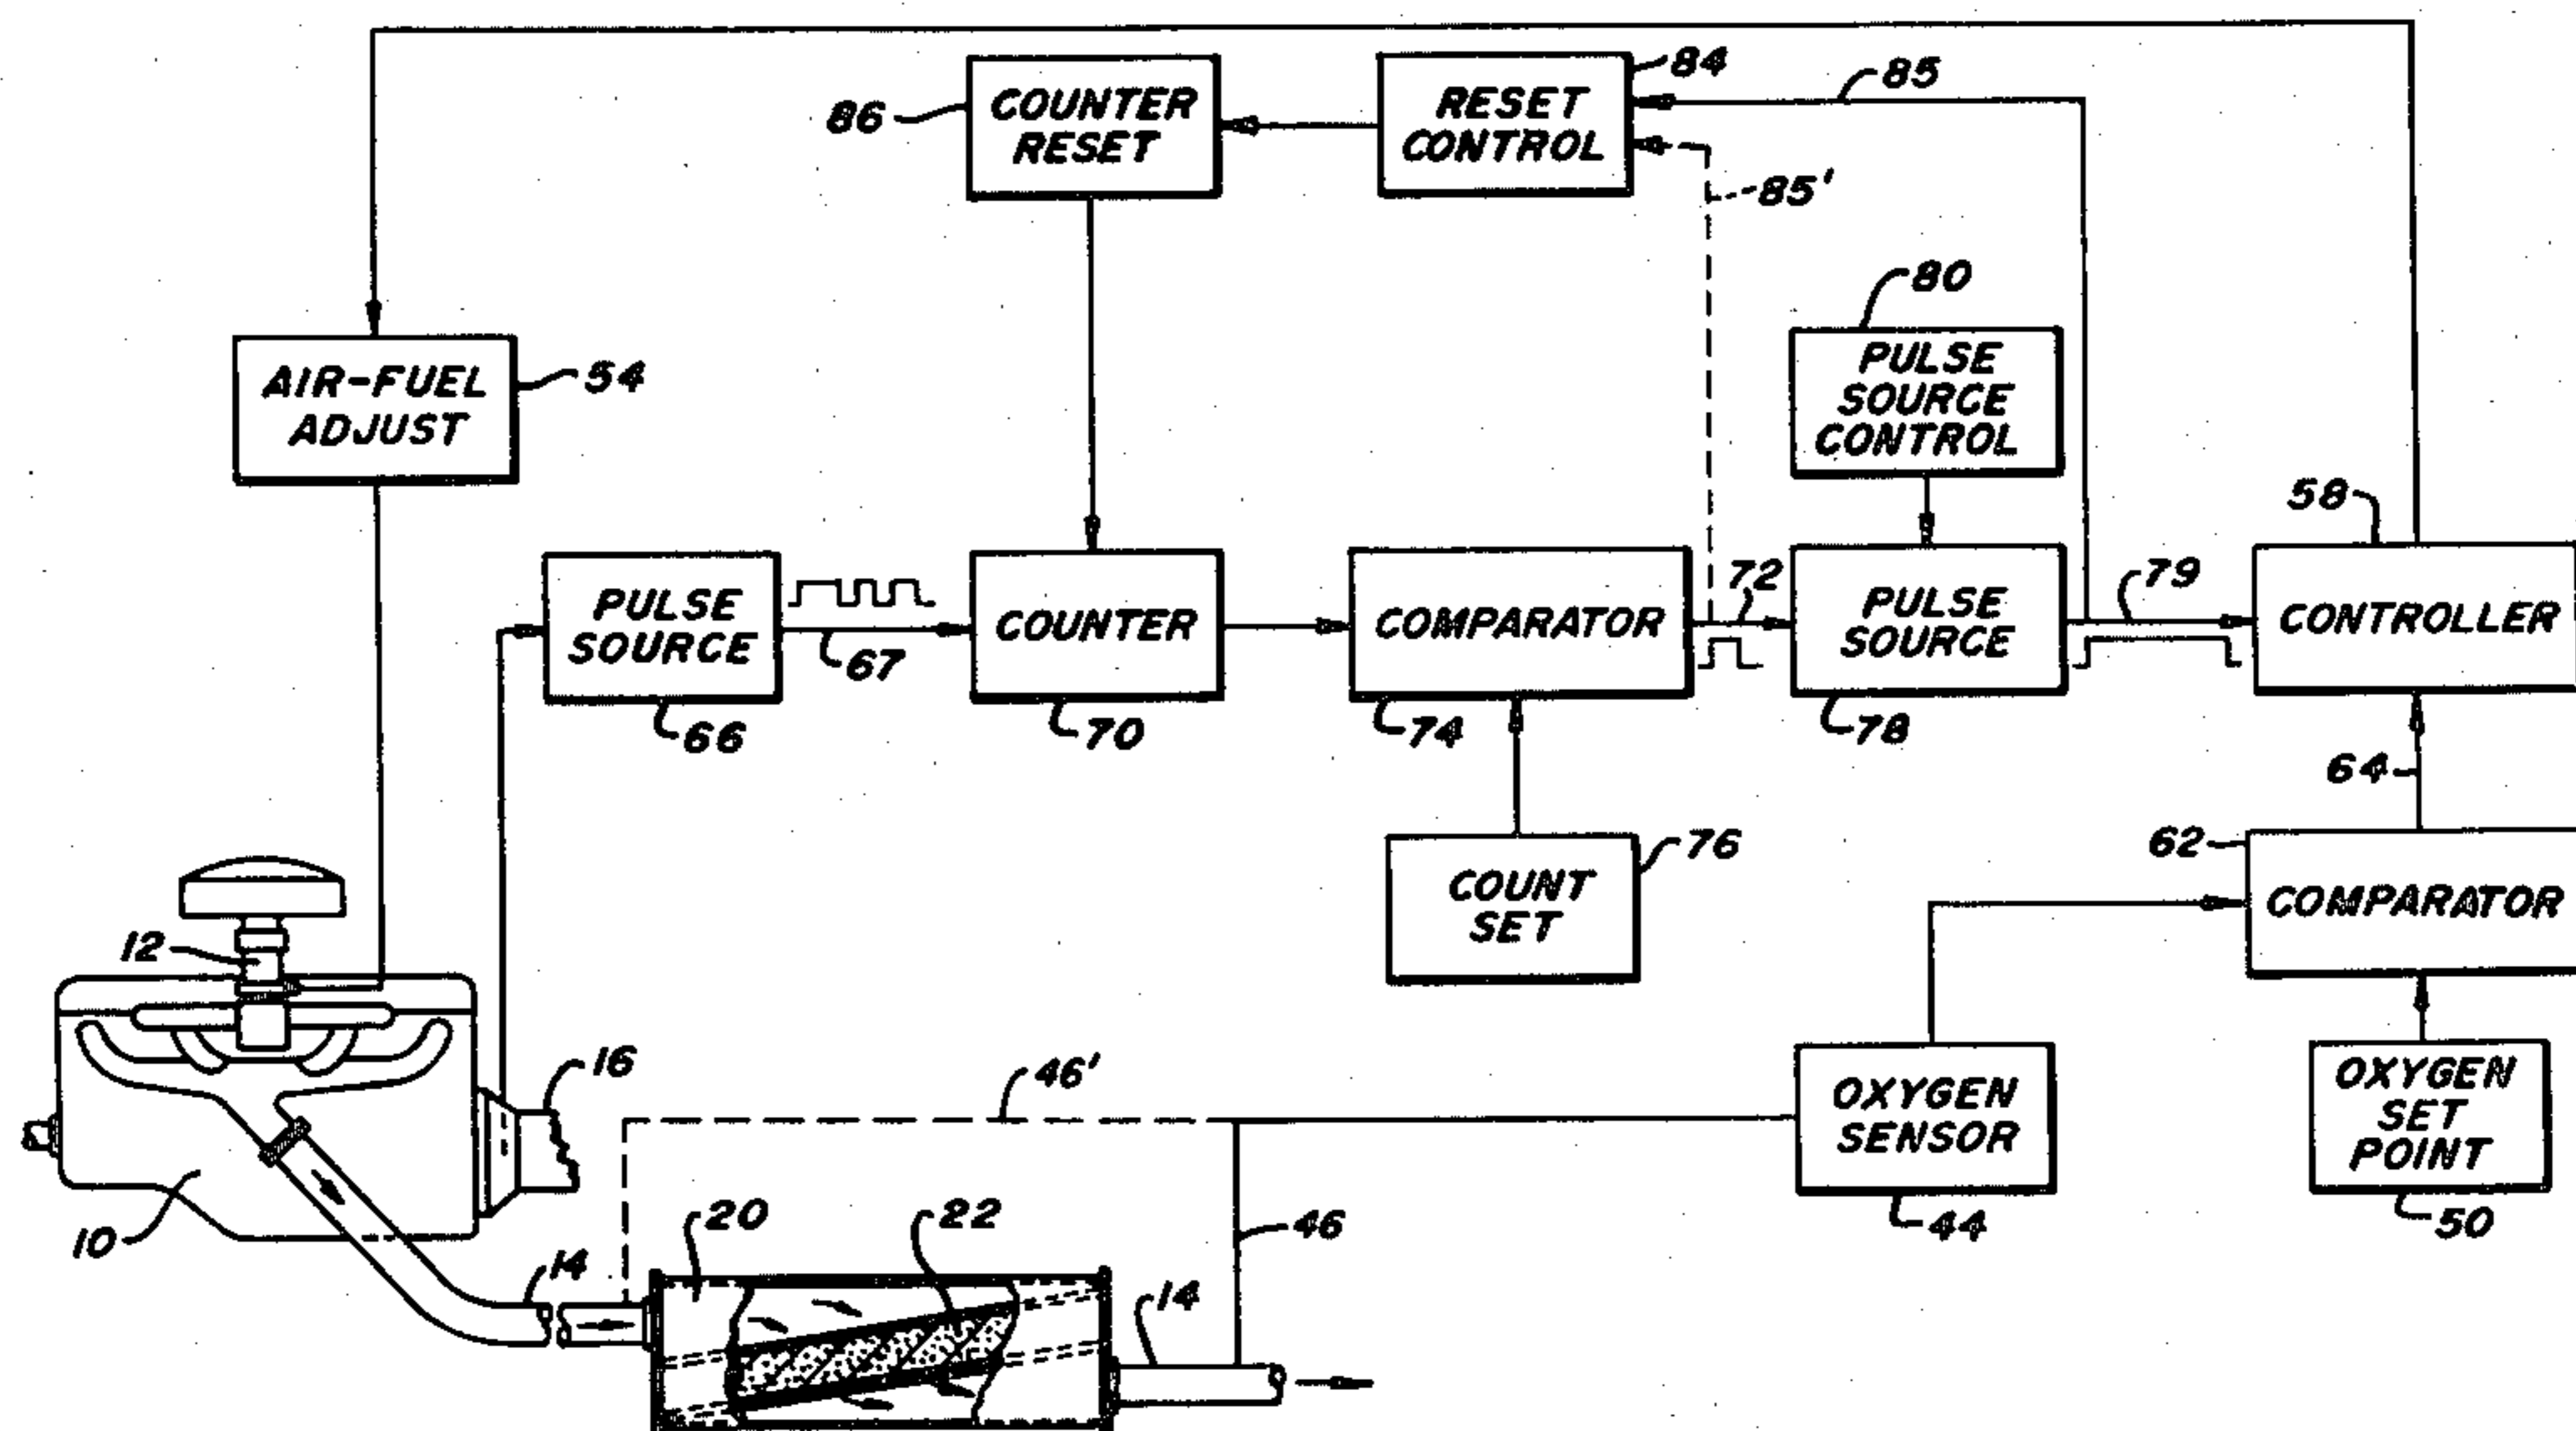 COUNTER
RESET
86
RESET
CONTROL
84
85
85'
AIR-FUEL
ADJUST
54
80
PULSE
SOURCE
CONTROL
58
PULSE
SOURCE
66
67
COUNTER
70
COMPARATOR
74
72
PULSE
SOURCE
78
79
CONTROLLER
64
COUNT
SET
76
62
COMPARATOR
12
10
16
46'
OXYGEN
SENSOR
44
OXYGEN
SET
POINT
50
14
20
22
46
14